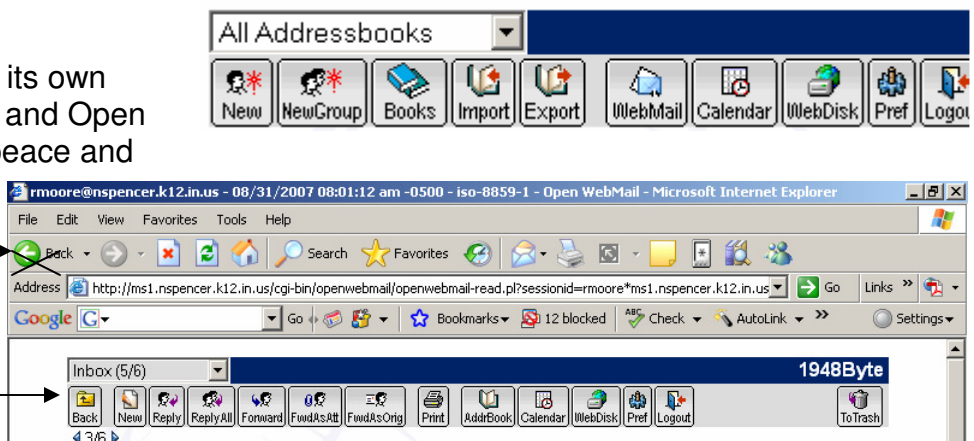 All Addressbooks
its own
and Open
peace and
New NewGroup Books Import Export WebMail Calendar WebDisk Pref Logou
rmoore@nspencer.k12.in.us - 08/31/2007 08:01:12 am -0500 - iso-8859-1 - Open WebMail - Microsoft Internet Explorer
File Edit View Favorites Tools Help
Back Search Favorites
Address http://ms1.nspencer.k12.in.us/cgi-bin/openwebmail/openwebmail-read.pl?sessionid=rmoore*ms1.nspencer.k12.in.us Go Links »
Google G Go Bookmarks 12 blocked ABC Check AutoLink » Settings
Inbox (5/6) 1948Byte
Back New Reply ReplyAll Forward FwdAsAtt FwdAsOrig Print AddrBook Calendar WebDisk Pref Logout ToTrash
3/6